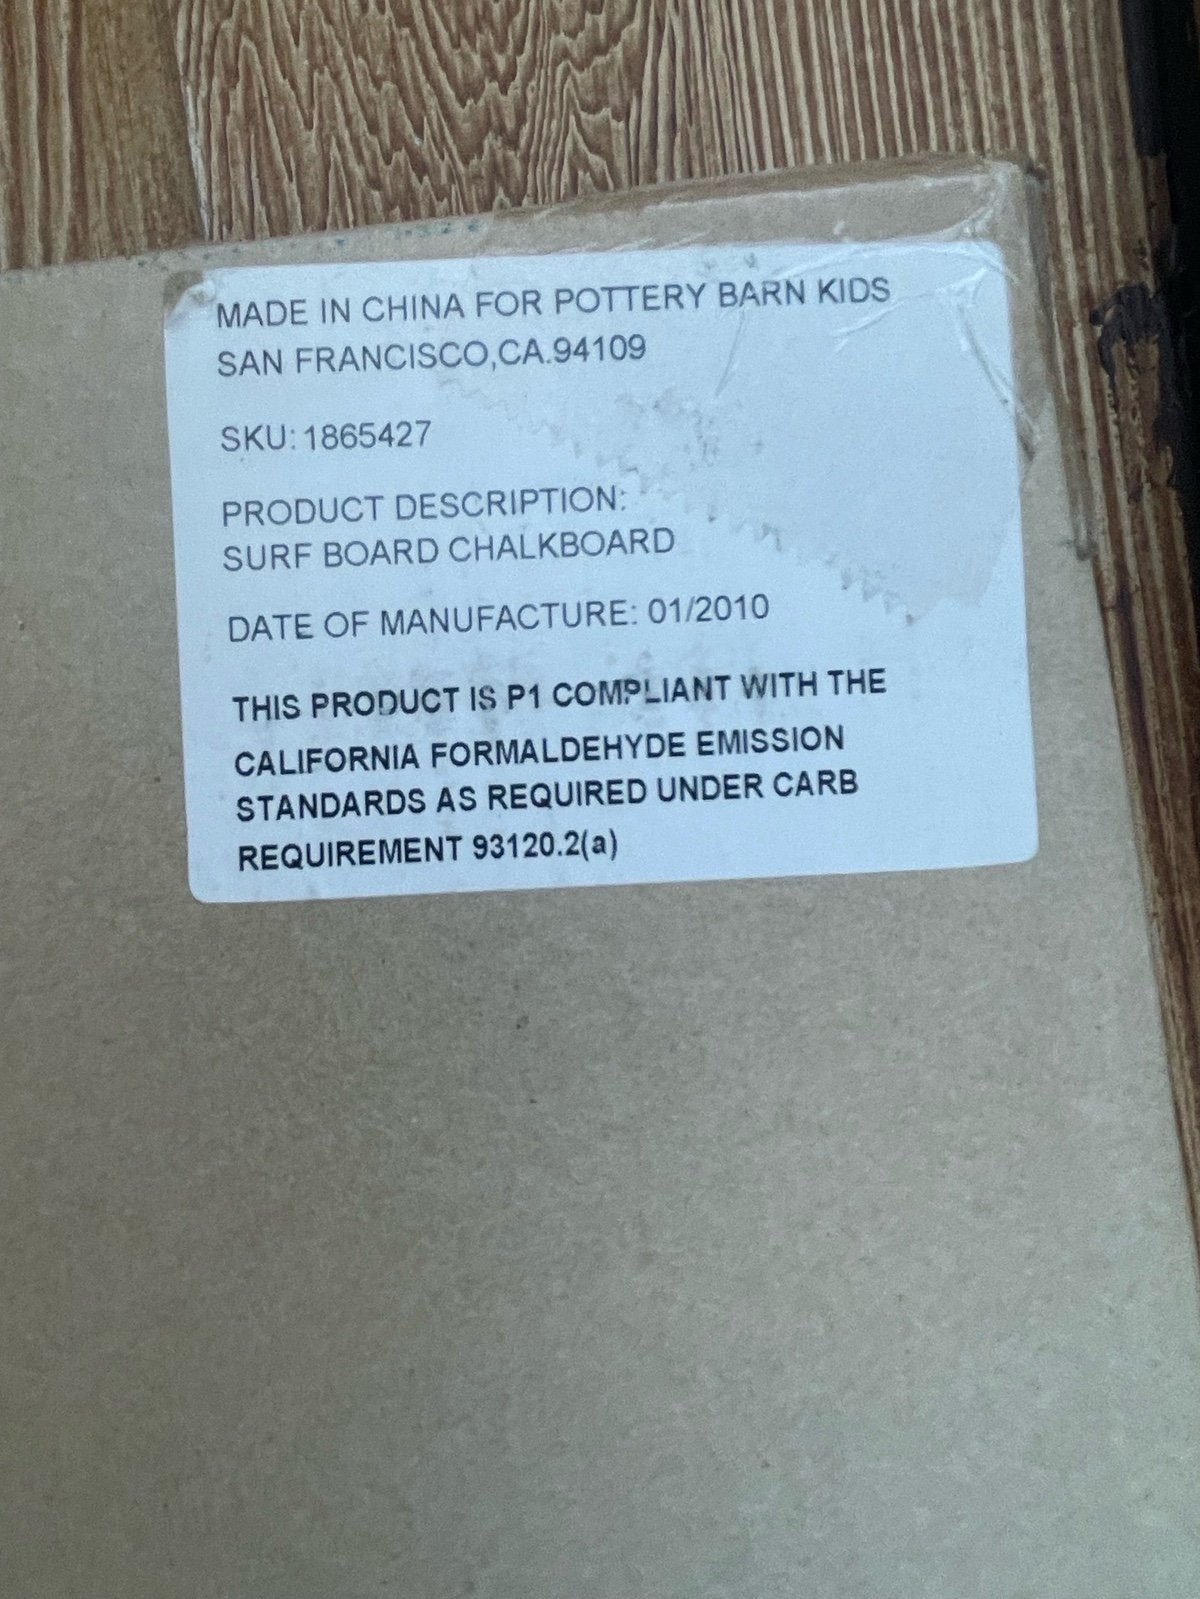 MADE IN CHINA FOR POTTERY BARN KIDS
SAN FRANCISCO,CA.94109
SKU: 1865427
PRODUCT DESCRIPTION:
SURF BOARD CHALKBOARD
DATE OF MANUFACTURE: 01/2010
THIS PRODUCT IS P1 COMPLIANT WITH THE
CALIFORNIA FORMALDEHYDE EMISSION
STANDARDS AS REQUIRED UNDER CARB
REQUIREMENT 93120.2(a)